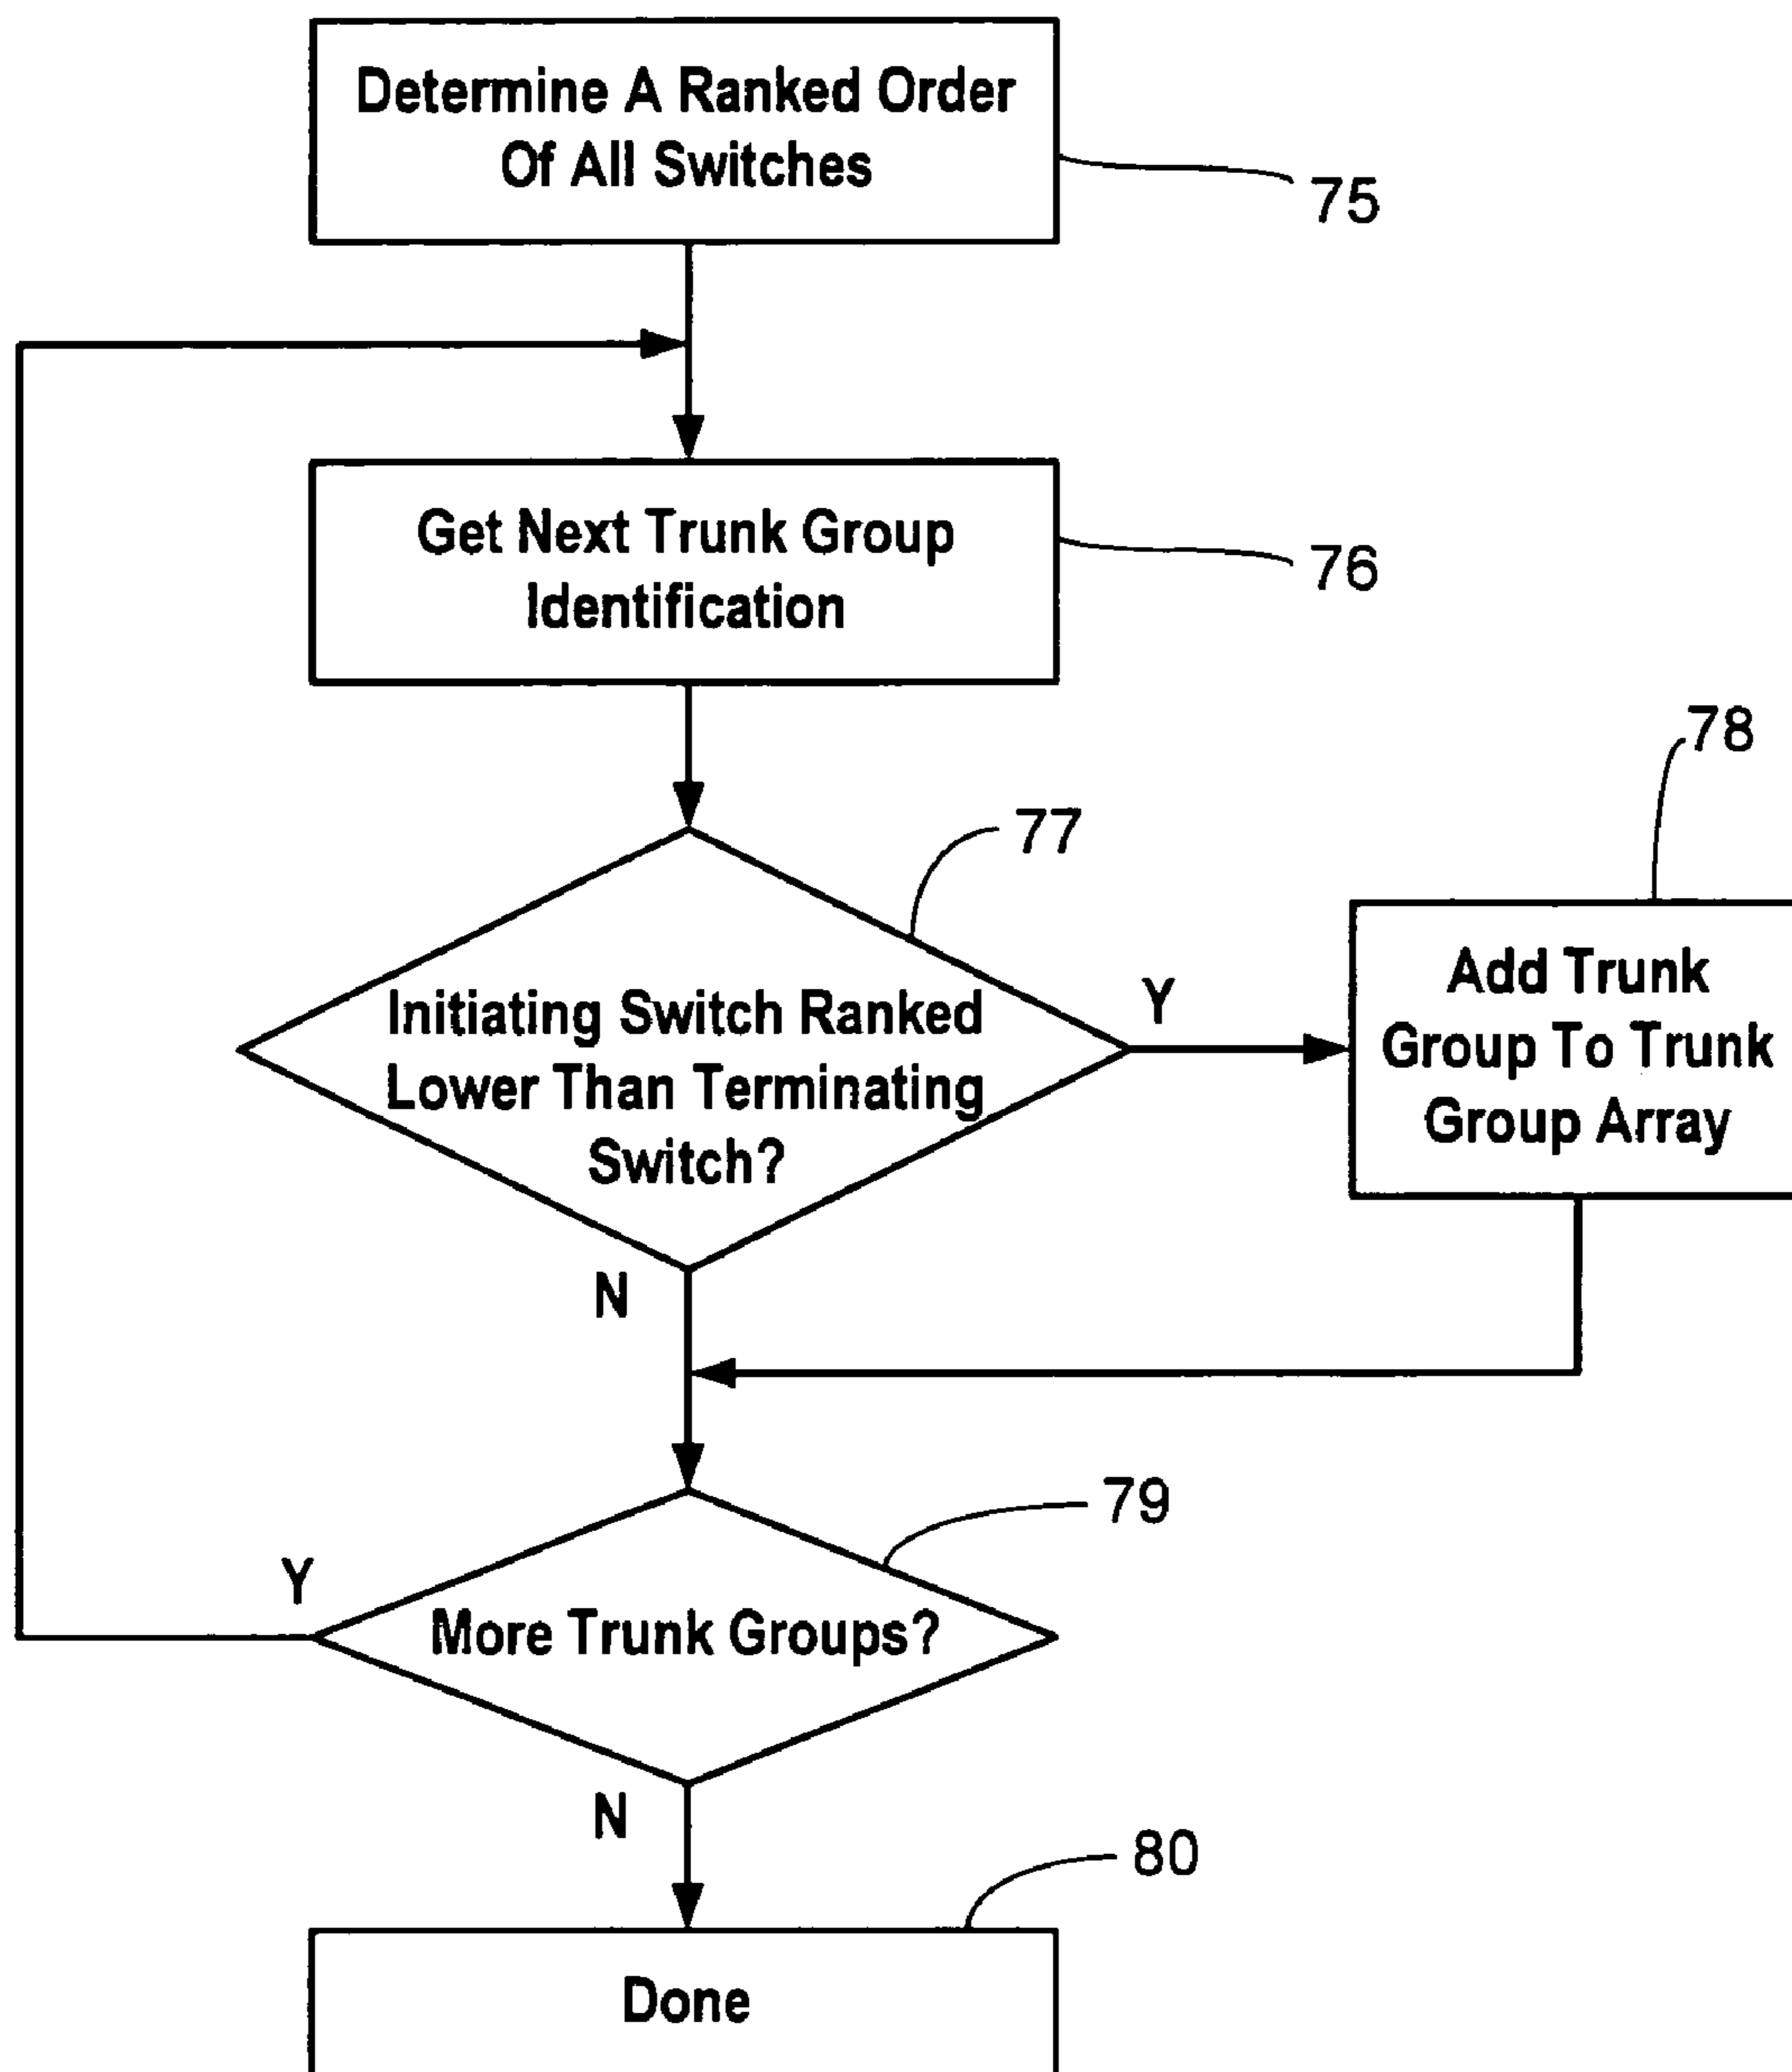 Determine A Ranked Order
Of All Switches
75
Get Next Trunk Group
Identification
76
77
78
Initiating Switch Ranked
Lower Than Terminating
Switch?
Y
Add Trunk
Group To Trunk
Group Array
N
79
Y
More Trunk Groups?
N
80
Done